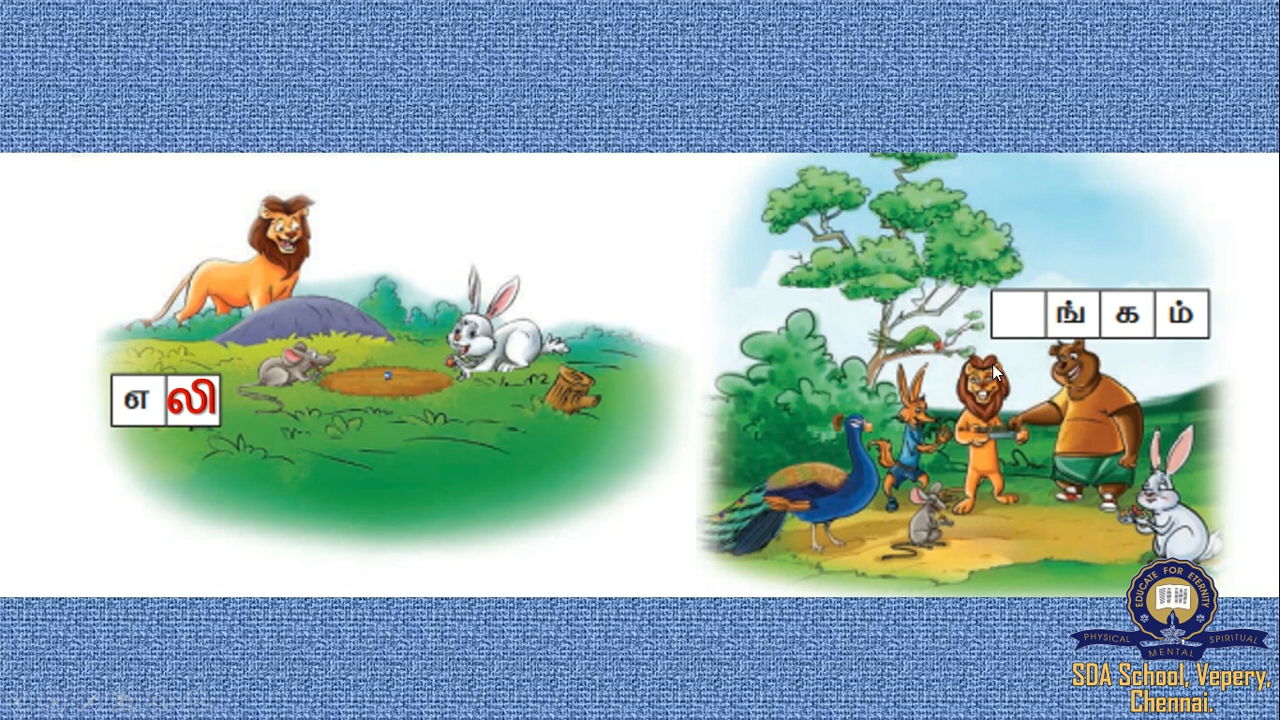 எ லி
ங் க ம்
EDUCATE FOR ETERNITY
PHYSICAL MENTAL SPIRITUAL
SDA School, Vepery,
Chennai.